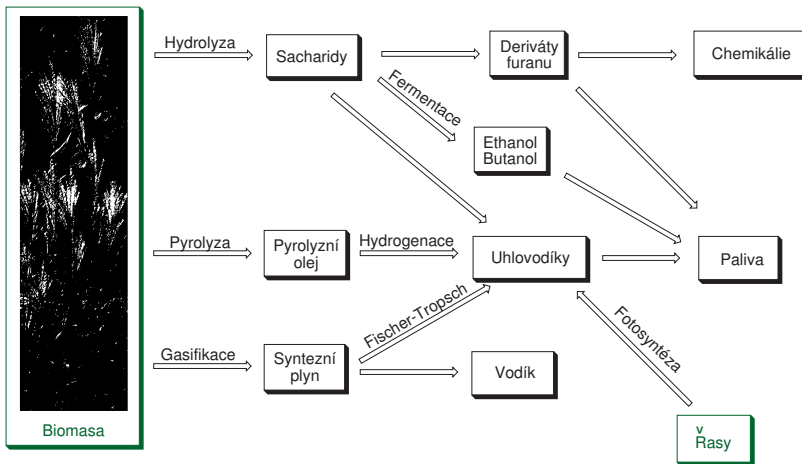 Hydrolyza
Sacharidy
Deriváty
furanu
Chemikálie
Fermentace
Ethanol
Butanol
Pyrolyza
Pyrolyzní
olej
Hydrogenace
Uhlovodíky
Paliva
Fischer-Tropsch
Fotosyntéza
Gasifikace
Syntezní
plyn
Vodík
Řasy
Biomasa